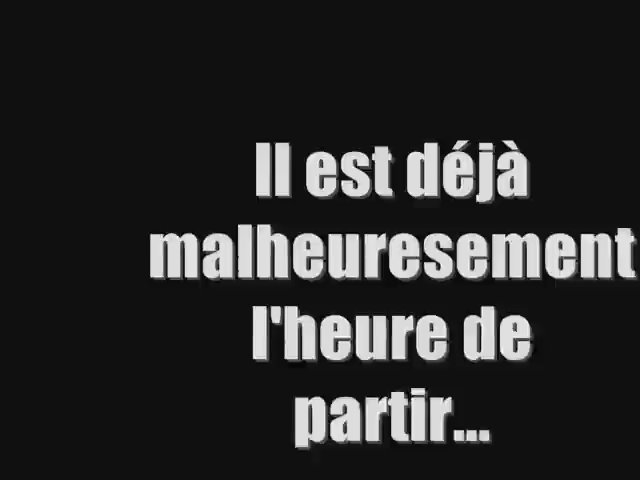 Il est déjà
malheuresement
l'heure de
partir...